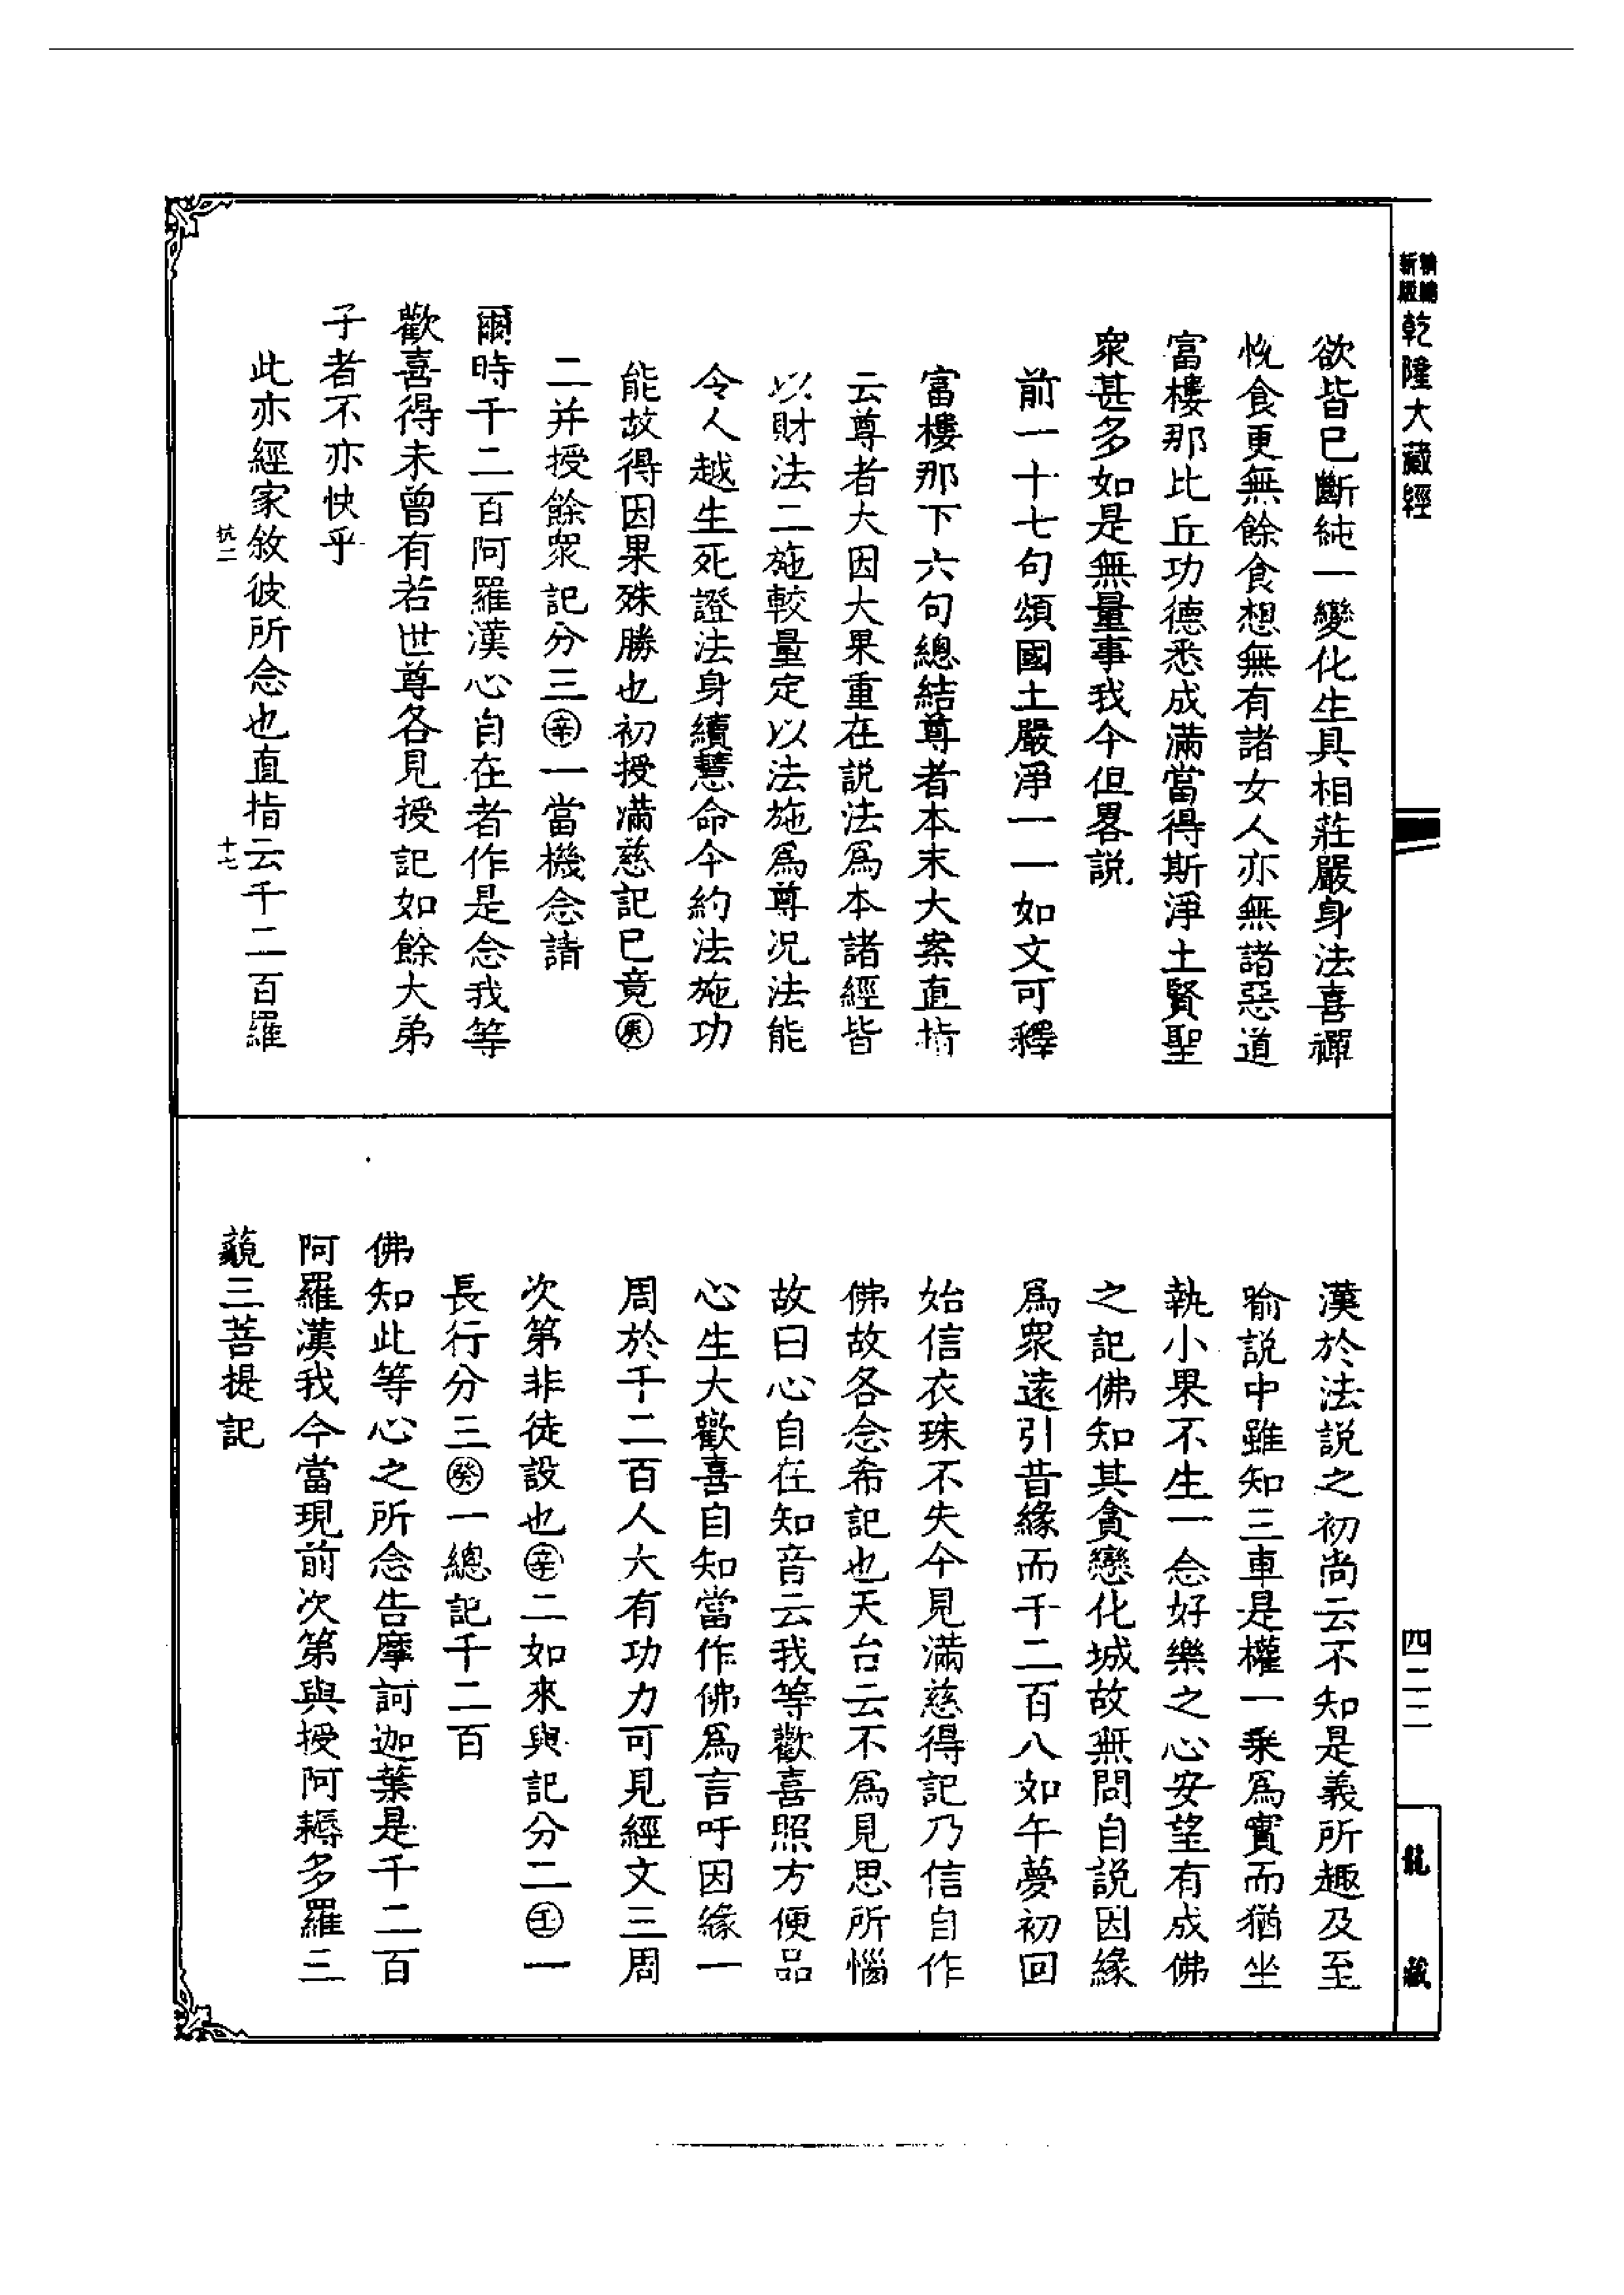 精編
新版
乾隆大藏經
欲皆已斷純一變化生具相莊嚴身法喜禪
悅食更無餘食想無有諸女人亦無諸惡道
富樓那比丘功德悉成滿當得斯淨土賢聖
衆甚多如是無量事我今但畧説
前一十七句頌國土嚴淨一一如文可釋
富樓那下六句總結尊者本末大案直指
云尊者大因大果重在説法爲本諸經皆
以財法二施較量定以法施爲尊况法能
令人越生死證法身續慧命今約法施功
能故得因果殊勝也初授滿慈記已竟㊎庚
二并授餘衆記分三辛一當機念請
爾時千二百阿羅漢心自在者作是念我等
歡喜得未曾有若世尊各見授記如餘大弟
子者不亦快乎
此亦經家敘彼所念也直指云千二百羅
抗二
十七
漢於法説之初尚云不知是義所趣及至
喻説中雖知三車是權一乘爲實而猶坐
執小果不生一念好樂之心安望有成佛
之記佛知其貪戀化城故無問自説因緣
爲衆遠引昔緣而千二百八如午夢初回
始信衣珠不失今見滿慈得記乃信自作
佛故各念希記也天台云不爲見思所惱
故曰心自在知音云我等歡喜照方便品
心生大歡喜自知當作佛爲言吁因緣一
周於千二百人大有功力可見經文三周
次第非徒設也辛二如來與記分二壬一
長行分三癸一總記千二百
佛知此等心之所念告摩訶迦葉是千二百
阿羅漢我今當現前次第與授阿耨多羅三
藐三菩提記
四二二
龍藏